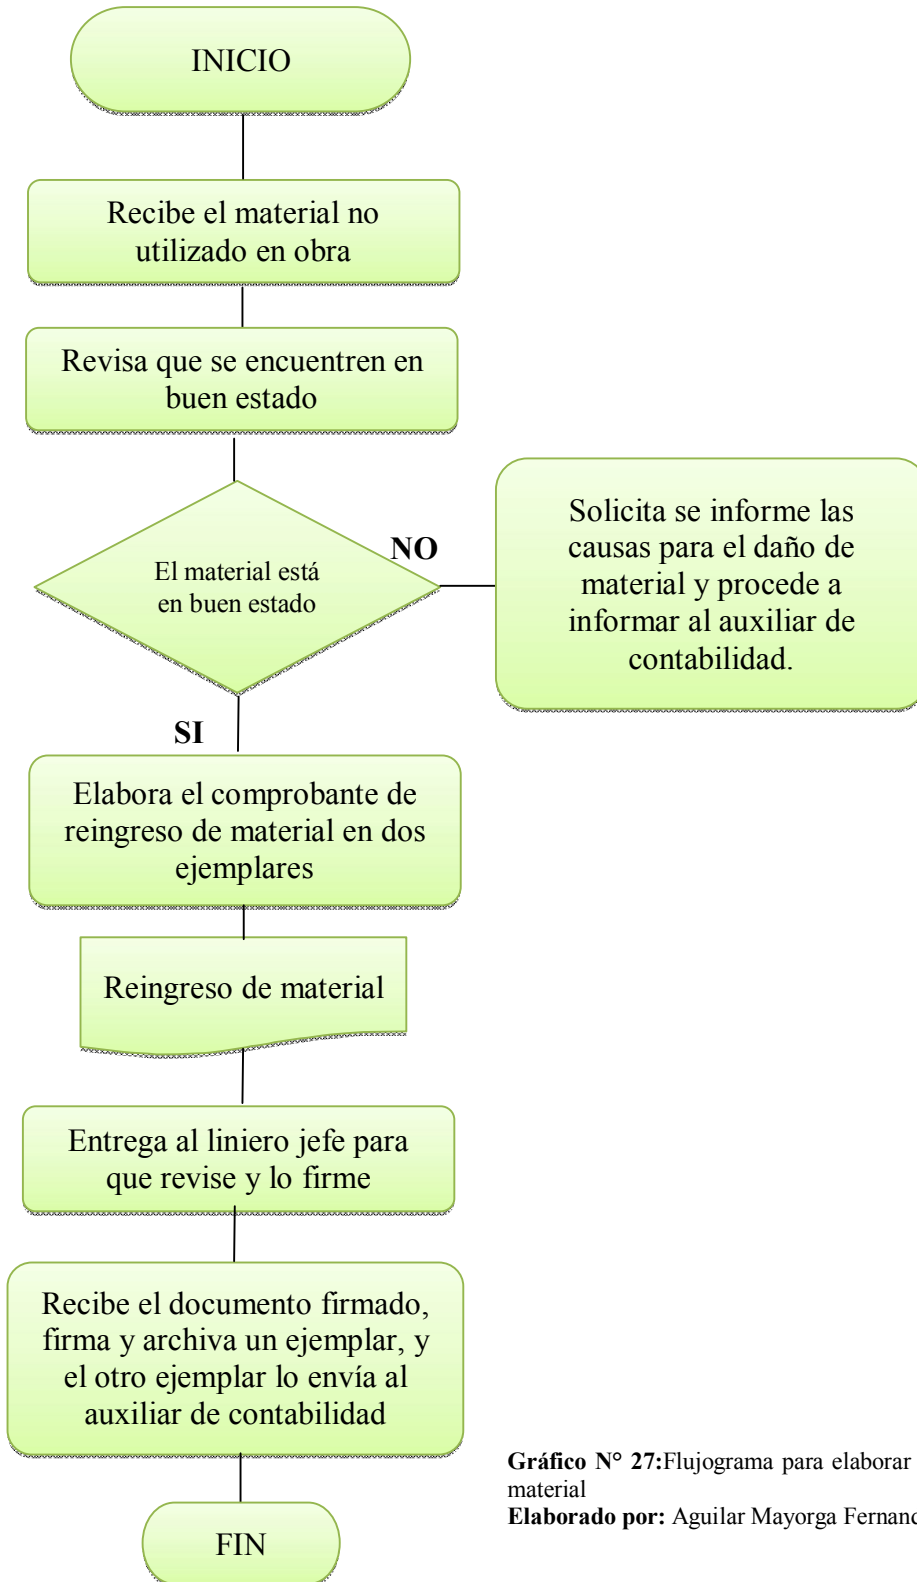 INICIO
Recibe el material no
utilizado en obra
Revisa que se encuentren en
buen estado
El material está
en buen estado
NO
Solicita se informe las
causas para el daño de
material y procede a
informar al auxiliar de
contabilidad.
SI
Elabora el comprobante de
reingreso de material en dos
ejemplares
Reingreso de material
Entrega al liniero jefe para
que revise y lo firme
Recibe el documento firmado,
firma y archiva un ejemplar, y
el otro ejemplar lo envía al
auxiliar de contabilidad
FIN
Gráfico N° 27:Flujograma para elaborar
material
Elaborado por: Aguilar Mayorga